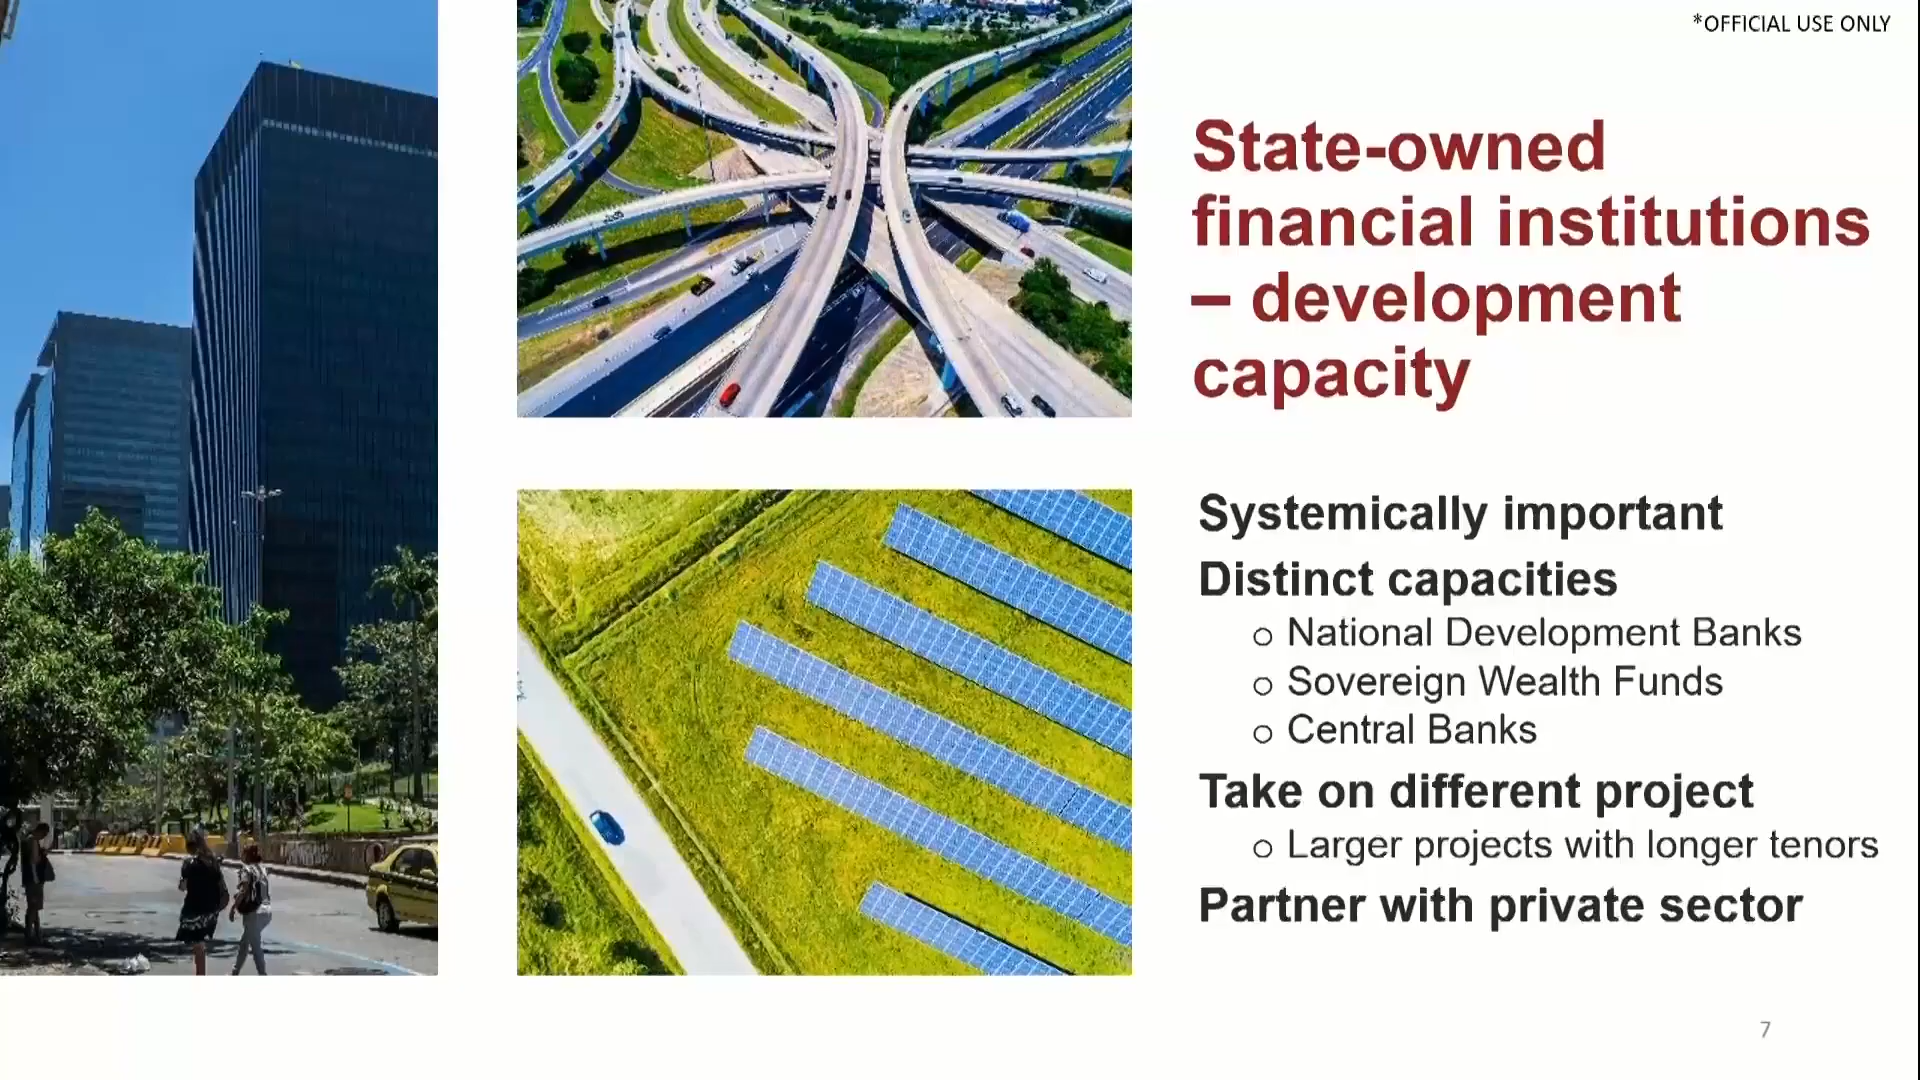 *OFFICIAL USE ONLY
State-owned
financial institutions
– development
capacity
Systemically important
Distinct capacities
o National Development Banks
o Sovereign Wealth Funds
o Central Banks
Take on different project
o Larger projects with longer tenors
Partner with private sector
7